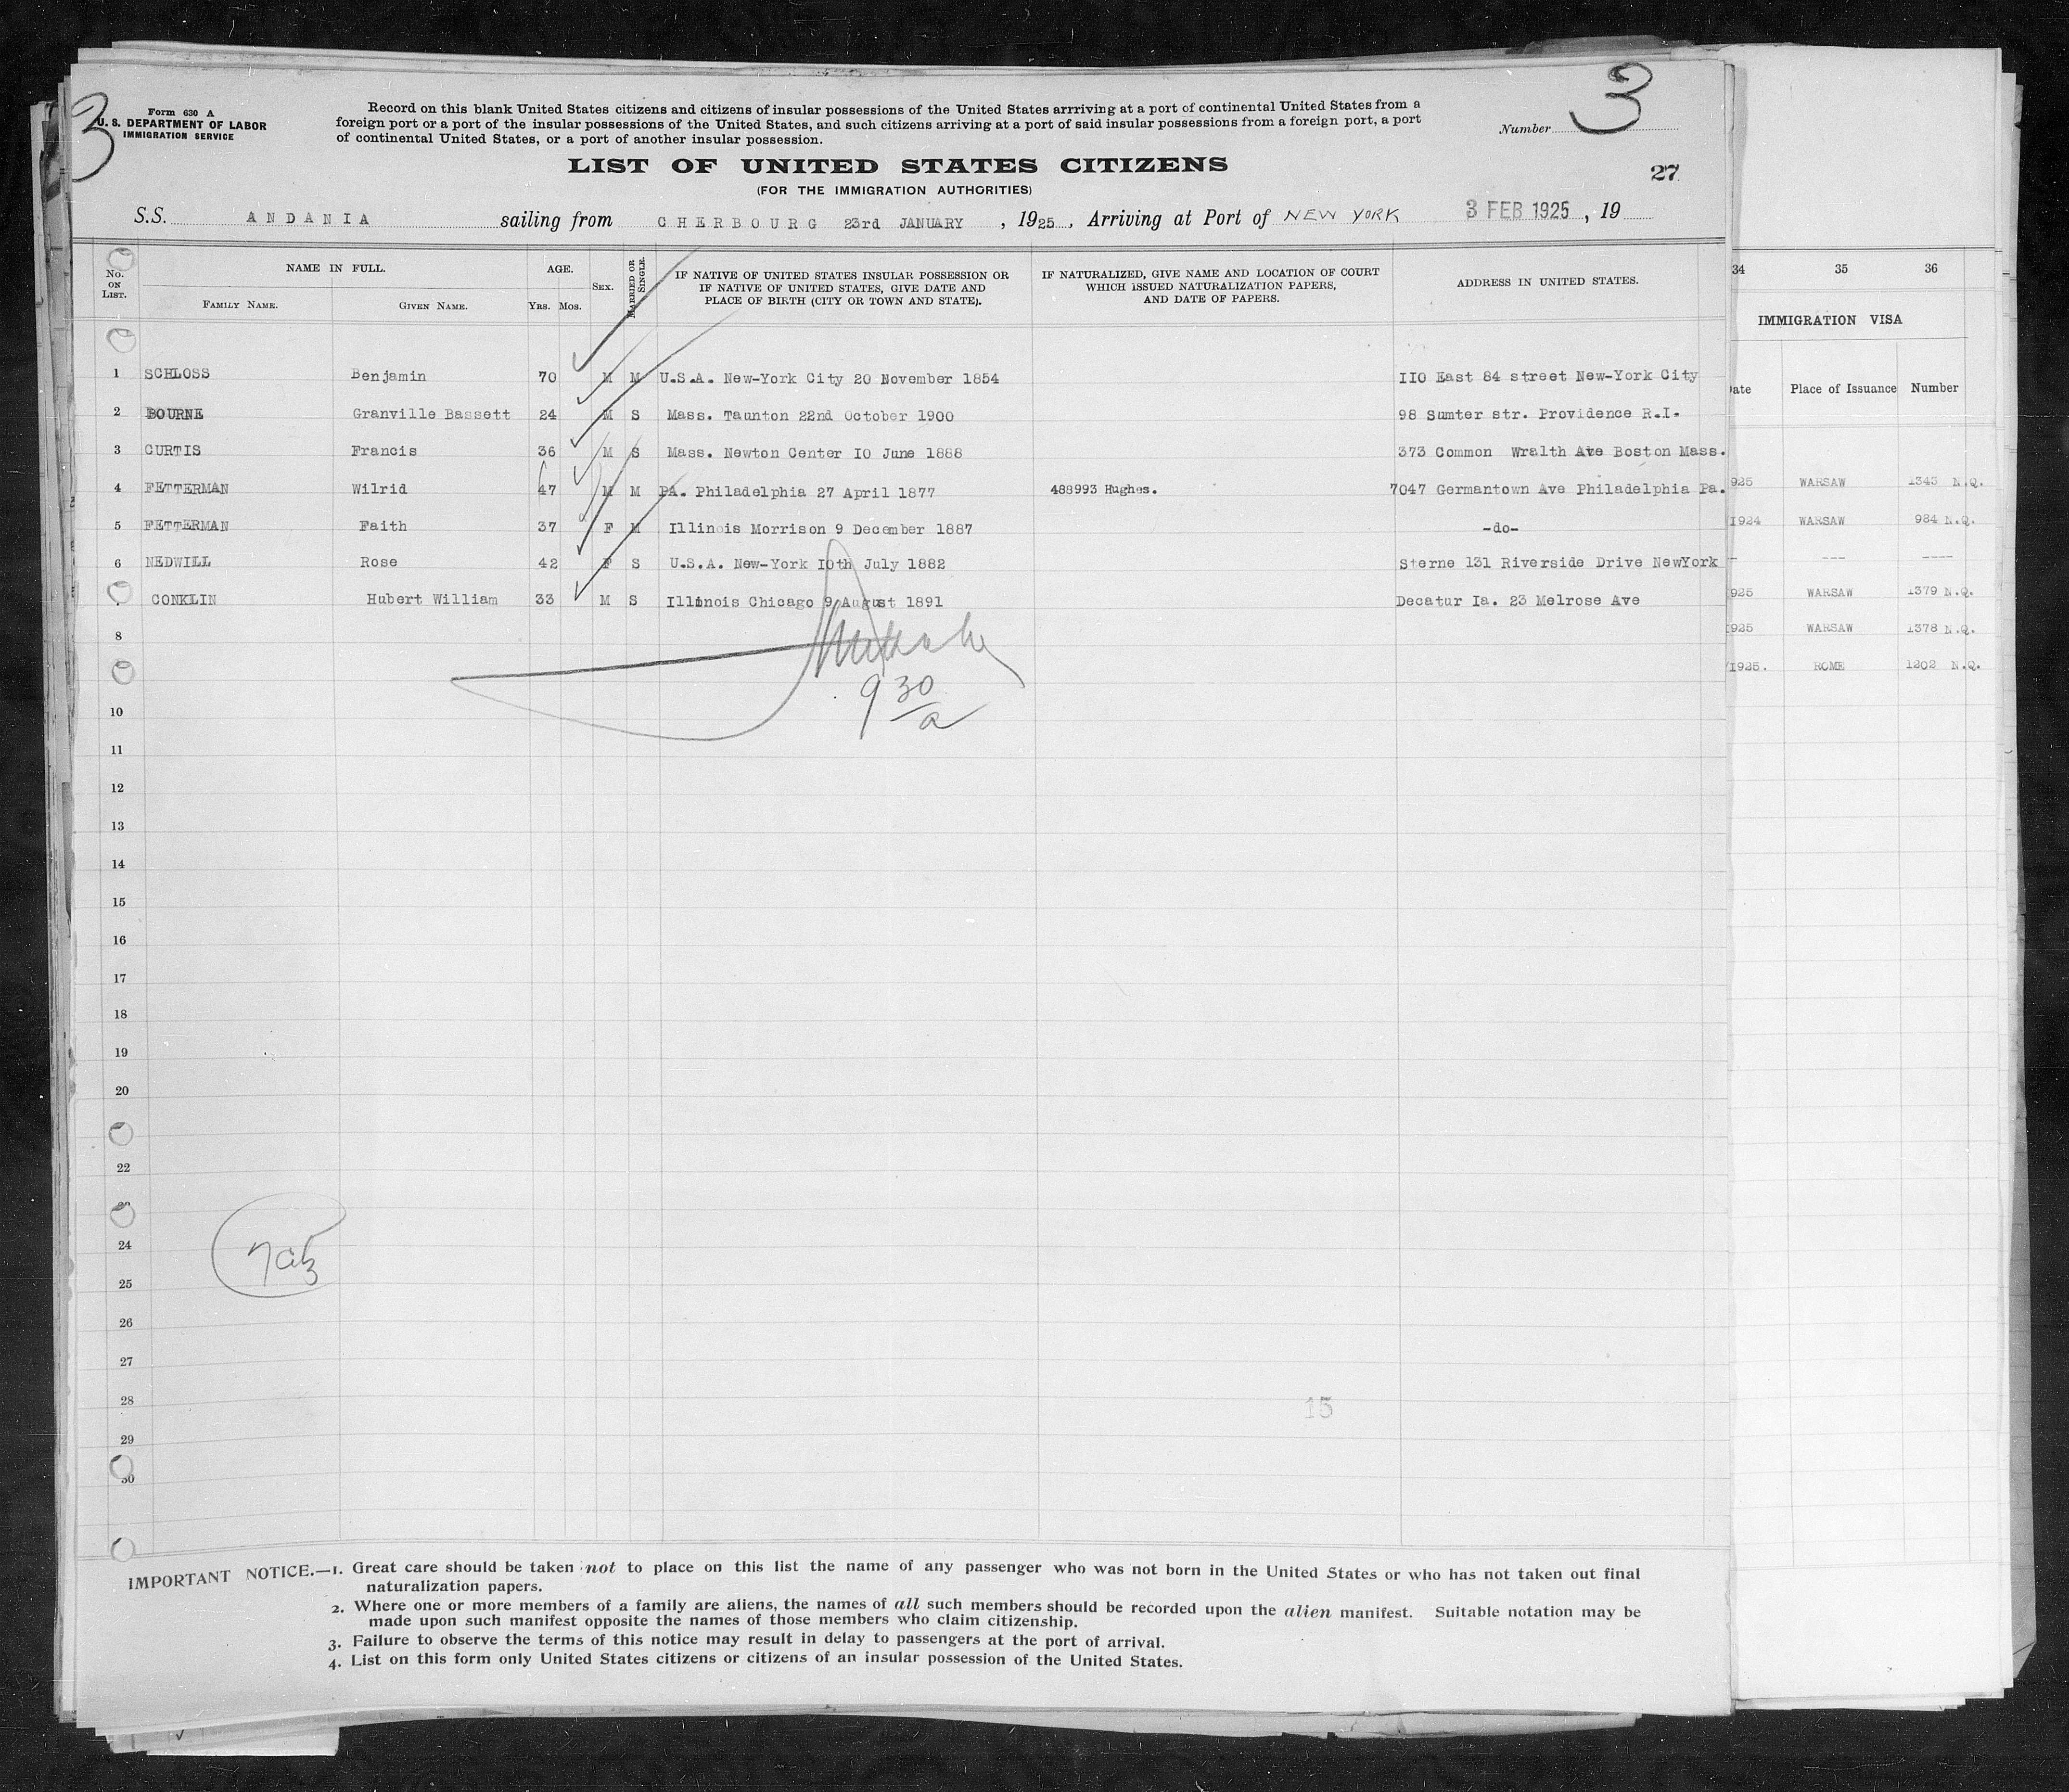 3
3
Form 630 A
U. S. DEPARTMENT OF LABOR
IMMIGRATION SERVICE
Record on this blank United States citizens and citizens of insular possessions of the United States arrriving at a port of continental United States from a
foreign port or a port of the insular possessions of the United States, and such citizens arriving at a port of said insular possessions from a foreign port, a port
of continental United States, or a port of another insular possession.
Number
LIST OF UNITED STATES CITIZENS
(FOR THE IMMIGRATION AUTHORITIES)
27
S.S. ANDANIA sailing from CHERBOURG 23rd JANUARY, 1925, Arriving at Port of NEW YORK 3 FEB 1925, 19
No. ON LIST. NAME IN FULL. AGE. SEX. MARRIED OR SINGLE. IF NATIVE OF UNITED STATES INSULAR POSSESSION OR IF NATIVE OF UNITED STATES, GIVE DATE AND PLACE OF BIRTH (CITY OR TOWN AND STATE). IF NATURALIZED, GIVE NAME AND LOCATION OF COURT WHICH ISSUED NATURALIZATION PAPERS, AND DATE OF PAPERS. ADDRESS IN UNITED STATES.
FAMILY NAME. GIVEN NAME. YRS. MOS.
1 SCHLOSS Benjamin 70 M M U.S.A. New-York City 20 November 1854 110 East 84 street New-York City
2 BOURNE Granville Bassett 24 M S Mass. Taunton 22nd October 1900 98 Sumter str. Providence R.I.
3 CURTIS Francis 36 M S Mass. Newton Center 10 June 1888 373 Common Wralth Ave Boston Mass.
4 FETTERMAN Wilrid 47 M M PA. Philadelphia 27 April 1877 488993 Hughes. 7047 Germantown Ave Philadelphia Pa.
5 FETTERMAN Faith 37 F M Illinois Morrison 9 December 1887 -do-
6 NEDWILL Rose 42 F S U.S.A. New-York 10th July 1882 Sterne 131 Riverside Drive NewYork
CONKLIN Hubert William 33 M S Illinois Chicago 9 August 1891 Decatur Ia. 23 Melrose Ave
8
9 30/a
10
11
12
13
14
15
16
17
18
19
20
22
24
25
26
27
28
15
29
30
IMPORTANT NOTICE.—1. Great care should be taken not to place on this list the name of any passenger who was not born in the United States or who has not taken out final
naturalization papers.
2. Where one or more members of a family are aliens, the names of all such members should be recorded upon the alien manifest. Suitable notation may be
made upon such manifest opposite the names of those members who claim citizenship.
3. Failure to observe the terms of this notice may result in delay to passengers at the port of arrival.
4. List on this form only United States citizens or citizens of an insular possession of the United States.
34 35 36
IMMIGRATION VISA
Date Place of Issuance Number
925 WARSAW 1343 N.Q.
1924 WARSAW 984 N.Q.
- --- ----
925 WARSAW 1379 N.Q.
1925 WARSAW 1378 N.Q.
/1925. ROME 1202 N.Q.